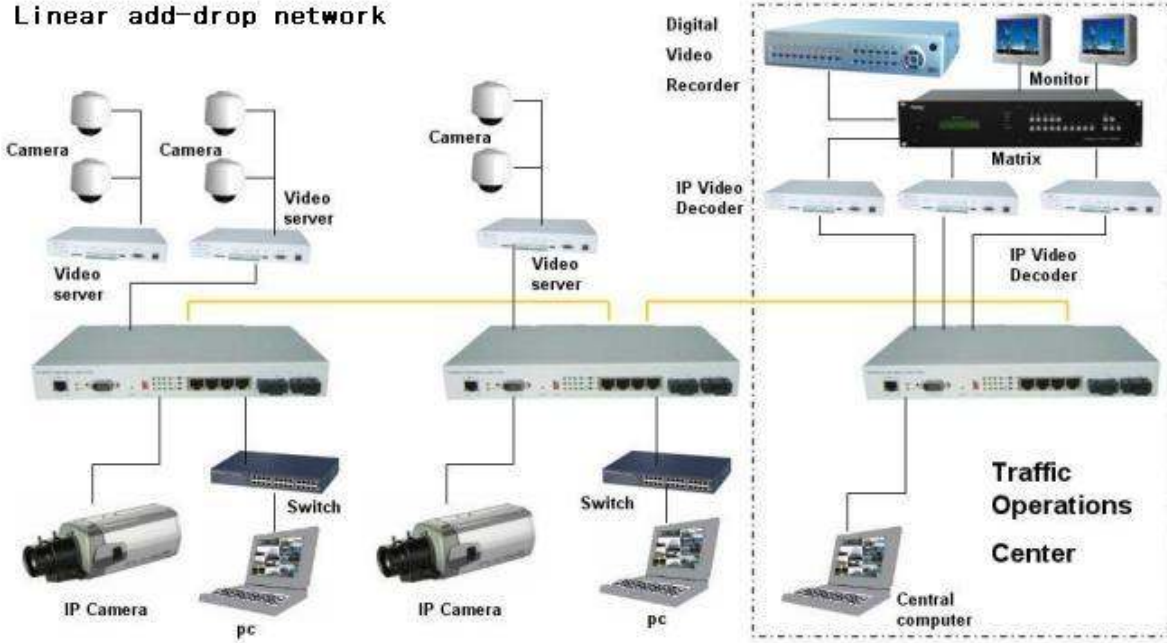 Linear add-drop network
Digital
Video
Recorder
Monitor
Camera
Camera
Camera
Matrix
Video
server
IP Video
Decoder
Video
server
Video
server
IP Video
Decoder
Switch
Switch
Traffic
Operations
Center
IP Camera
pc
IP Camera
pc
Central
computer